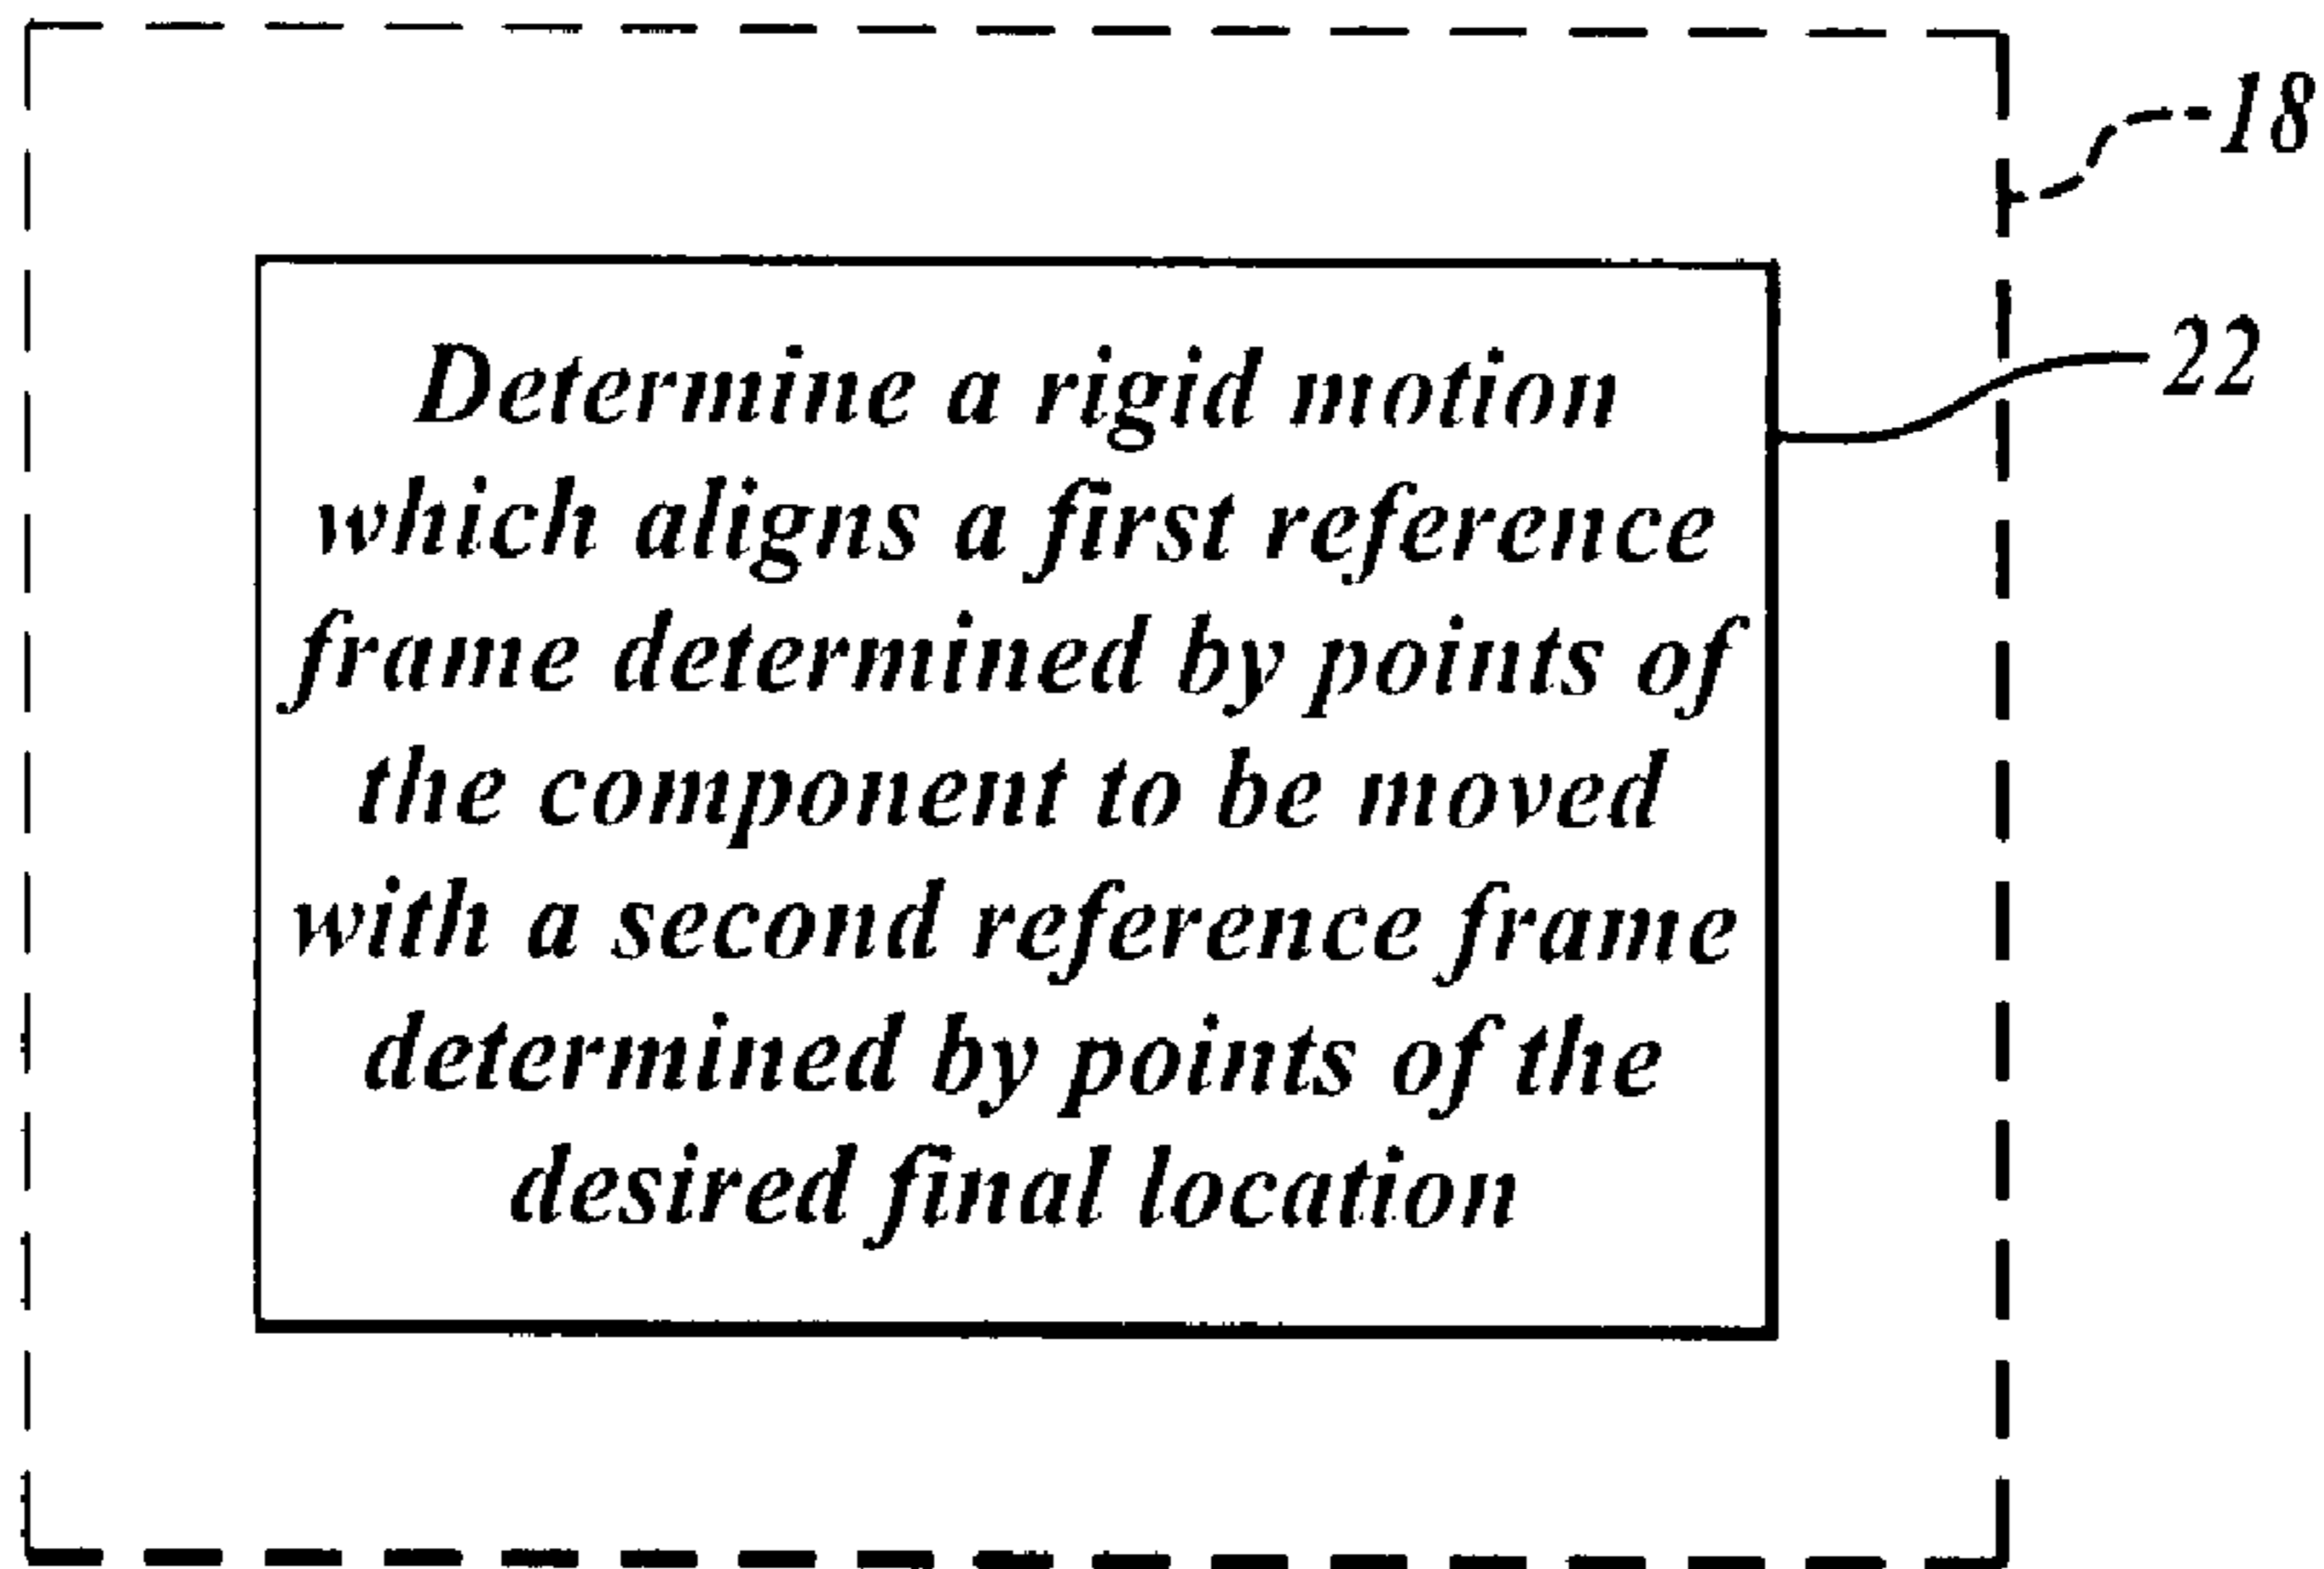 18
22
Determine a rigid motion
which aligns a first reference
frame determined by points of
the component to be moved
with a second reference frame
determined by points of the
desired final location